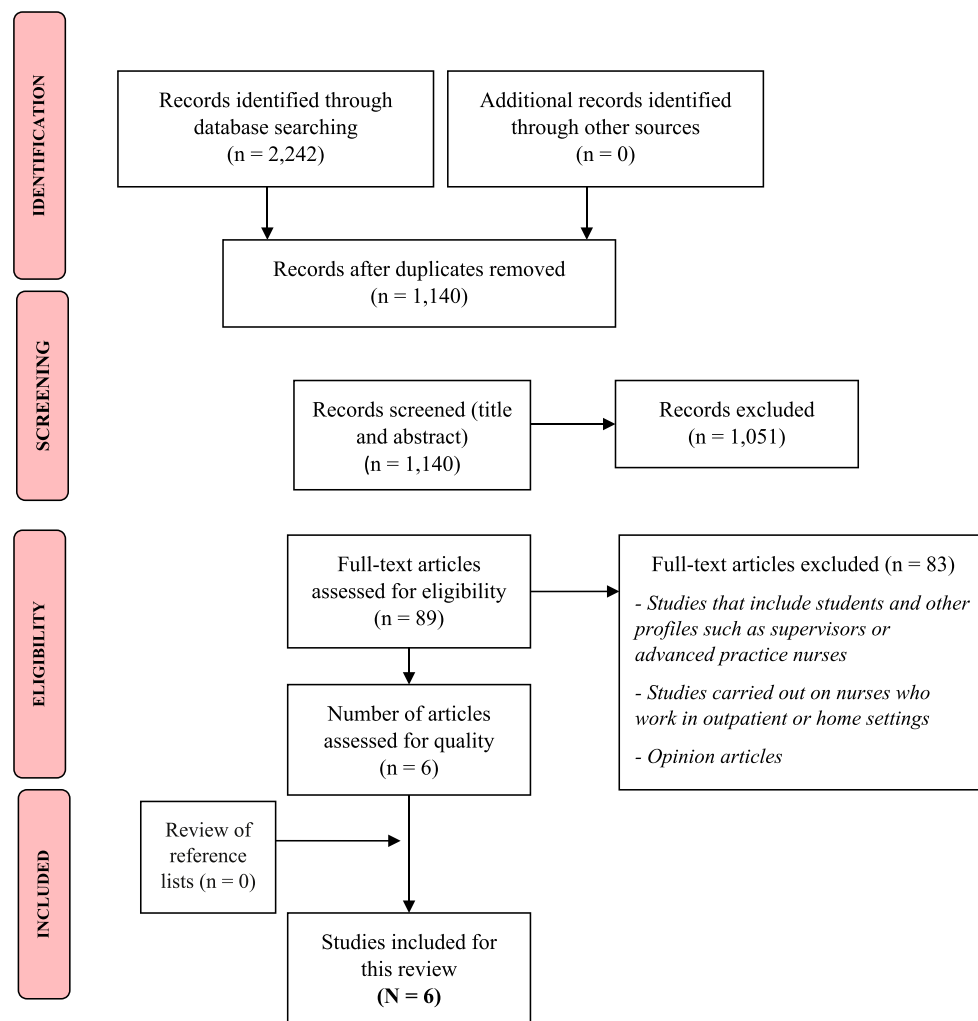 IDENTIFICATION
Records identified through
database searching
(n = 2,242)
Additional records identified
through other sources
(n = 0)
Records after duplicates removed
(n = 1,140)
SCREENING
Records screened (title
and abstract)
(n = 1,140)
Records excluded
(n = 1,051)
ELIGIBILITY
Full-text articles
assessed for eligibility
(n = 89)
Full-text articles excluded (n = 83)
- Studies that include students and other
profiles such as supervisors or
advanced practice nurses
- Studies carried out on nurses who
work in outpatient or home settings
- Opinion articles
Number of articles
assessed for quality
(n = 6)
INCLUDED
Review of
reference
lists (n = 0)
Studies included for
this review
(N = 6)